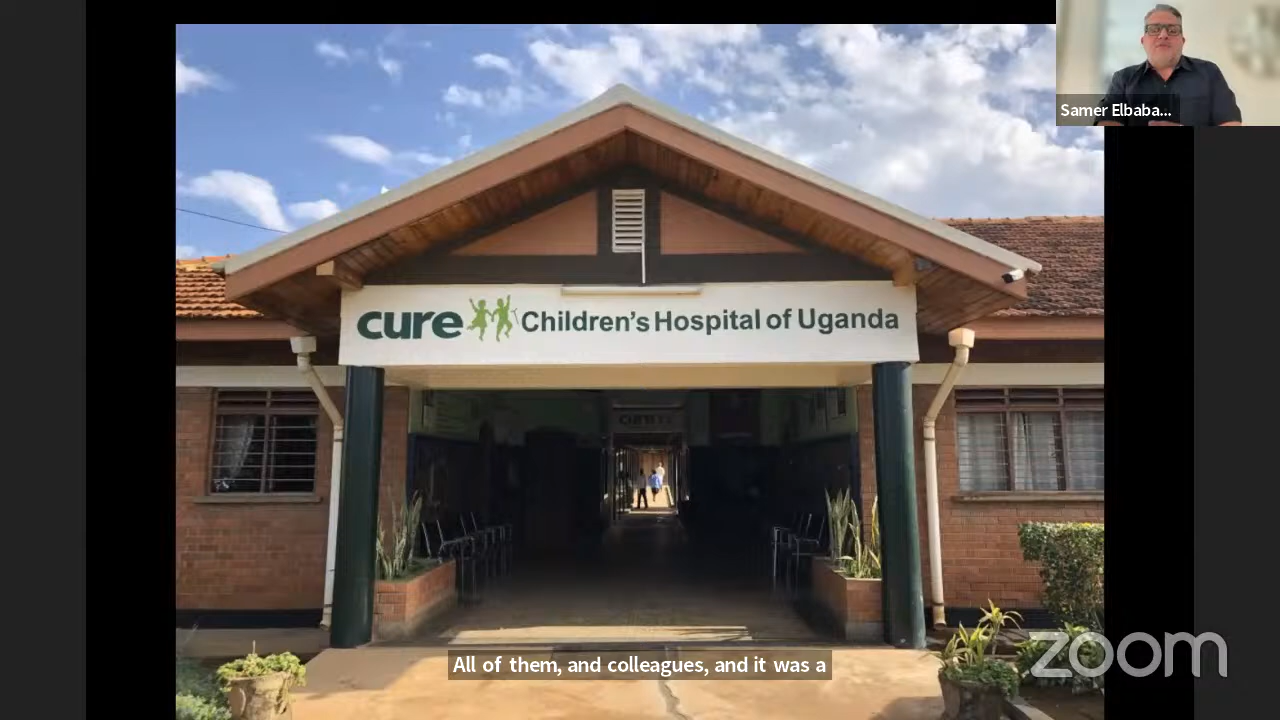 Samer Elbaba...
cure Children's Hospital of Uganda
All of them, and colleagues, and it was a
zoom